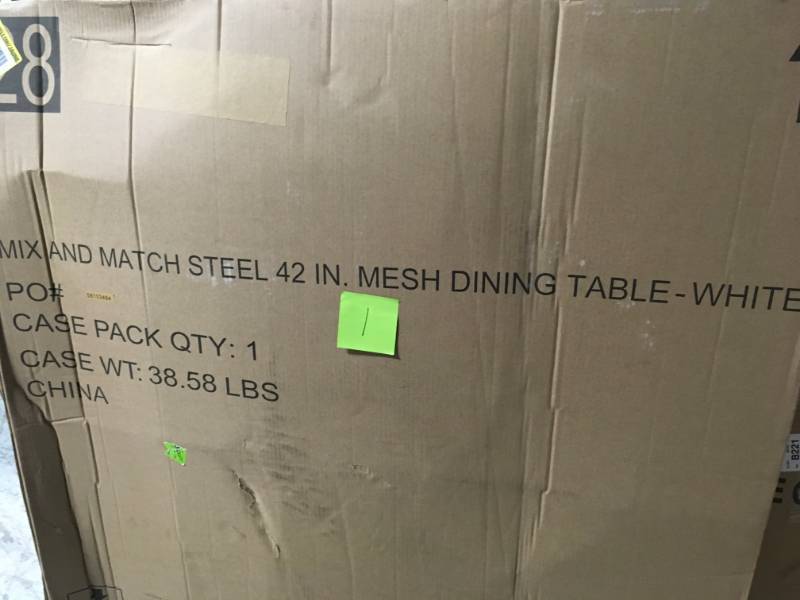 28
MIX AND MATCH STEEL 42 IN. MESH DINING TABLE - WHITE
PO#
CASE PACK QTY: 1
CASE WT: 38.58 LBS
CHINA
1
B221